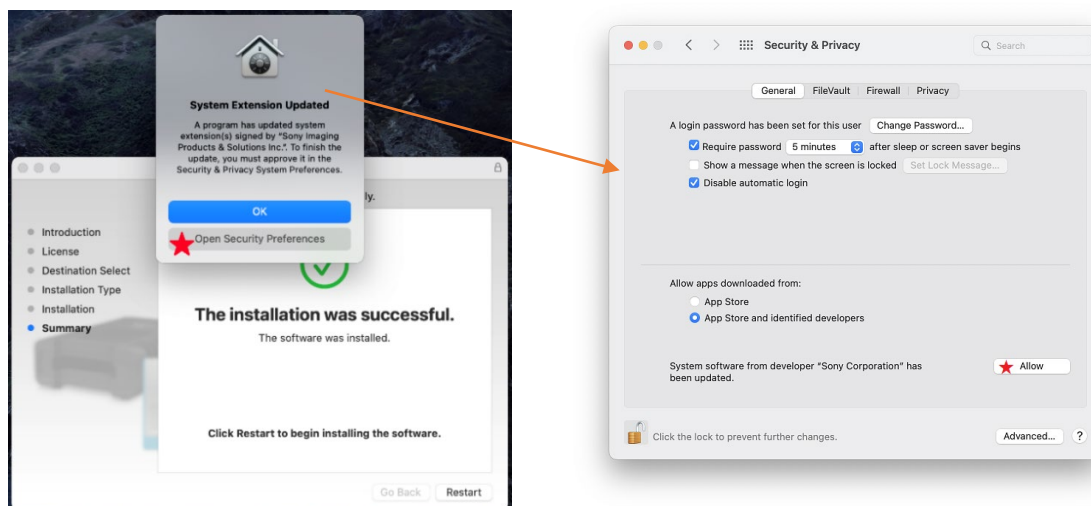 System Extension Updated
A program has updated system
extension(s) signed by "Sony Imaging
Products & Solutions Inc.". To finish the
update, you must approve it in the
Security & Privacy System Preferences.
OK
Open Security Preferences
ly.
Introduction
License
Destination Select
Installation Type
Installation
Summary
The installation was successful.
The software was installed.
Click Restart to begin installing the software.
Go Back
Restart
Security & Privacy
Search
General
FileVault
Firewall
Privacy
A login password has been set for this user
Change Password...
Require password
5 minutes
after sleep or screen saver begins
Show a message when the screen is locked
Set Lock Message...
Disable automatic login
Allow apps downloaded from:
App Store
App Store and identified developers
System software from developer "Sony Corporation" has
been updated.
Allow
Click the lock to prevent further changes.
Advanced...
?